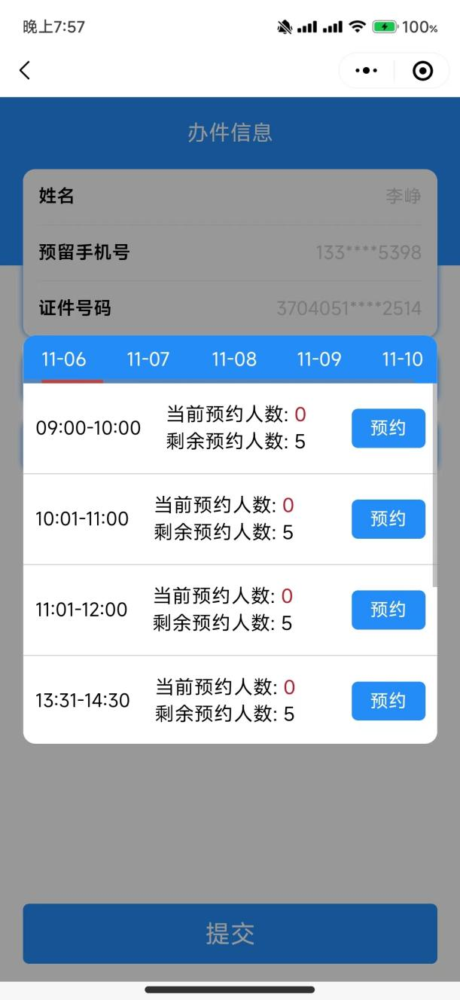 晚上7:57
100%
办件信息
姓名 李峥
预留手机号 133****5398
证件号码 3704051****2514
11-06 11-07 11-08 11-09 11-10
09:00-10:00 当前预约人数: 0 预约
剩余预约人数: 5
10:01-11:00 当前预约人数: 0 预约
剩余预约人数: 5
11:01-12:00 当前预约人数: 0 预约
剩余预约人数: 5
13:31-14:30 当前预约人数: 0 预约
剩余预约人数: 5
提交